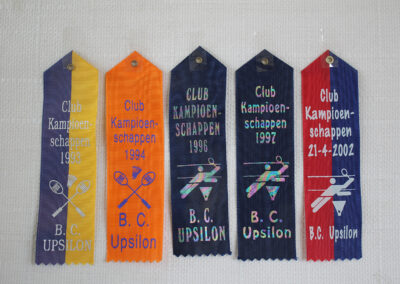 Club
Kampioen-
schappen
B. C.
UPSILON
Club
Kampioen-
schappen
1994
B. C.
Upsilon
CLUB
KAMPIOEN-
SCHAPPEN
1996
B. C.
UPSILON
Club
Kampioen-
schappen
1997
B. C.
Upsilon
Club
Kampioen-
schappen
21-4-2002
B.C. Upsilon